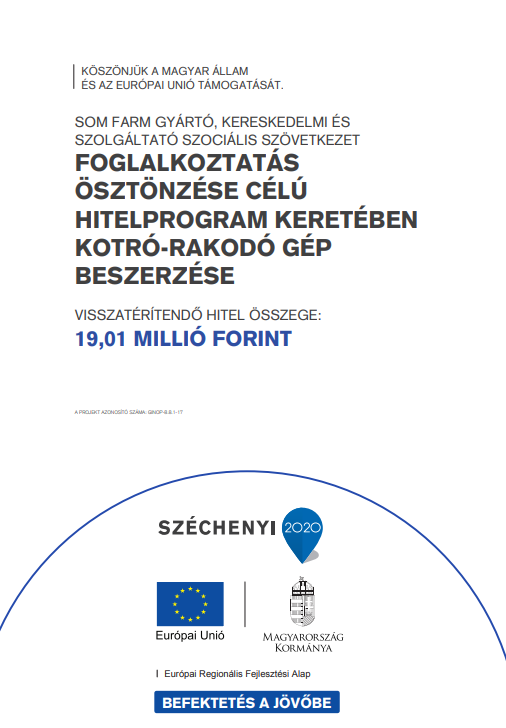 KÖSZÖNJÜK A MAGYAR ÁLLAM
ÉS AZ EURÓPAI UNIÓ TÁMOGATÁSÁT.
SOM FARM GYÁRTÓ, KERESKEDELMI ÉS
SZOLGÁLTATÓ SZOCIÁLIS SZÖVETKEZET
FOGLALKOZTATÁS
ÖSZTÖNZÉSE CÉLÚ
HITELPROGRAM KERETÉBEN
KOTRÓ-RAKODÓ GÉP
BESZERZÉSE
VISSZATÉRÍTENDŐ HITEL ÖSSZEGE:
19,01 MILLIÓ FORINT
A PROJEKT AZONOSÍTÓ SZÁMA: GINOP-8.8.1-17
SZÉCHENYI 2020
Európai Unió
MAGYARORSZÁG
KORMÁNYA
Európai Regionális Fejlesztési Alap
BEFEKTETÉS A JÖVŐBE